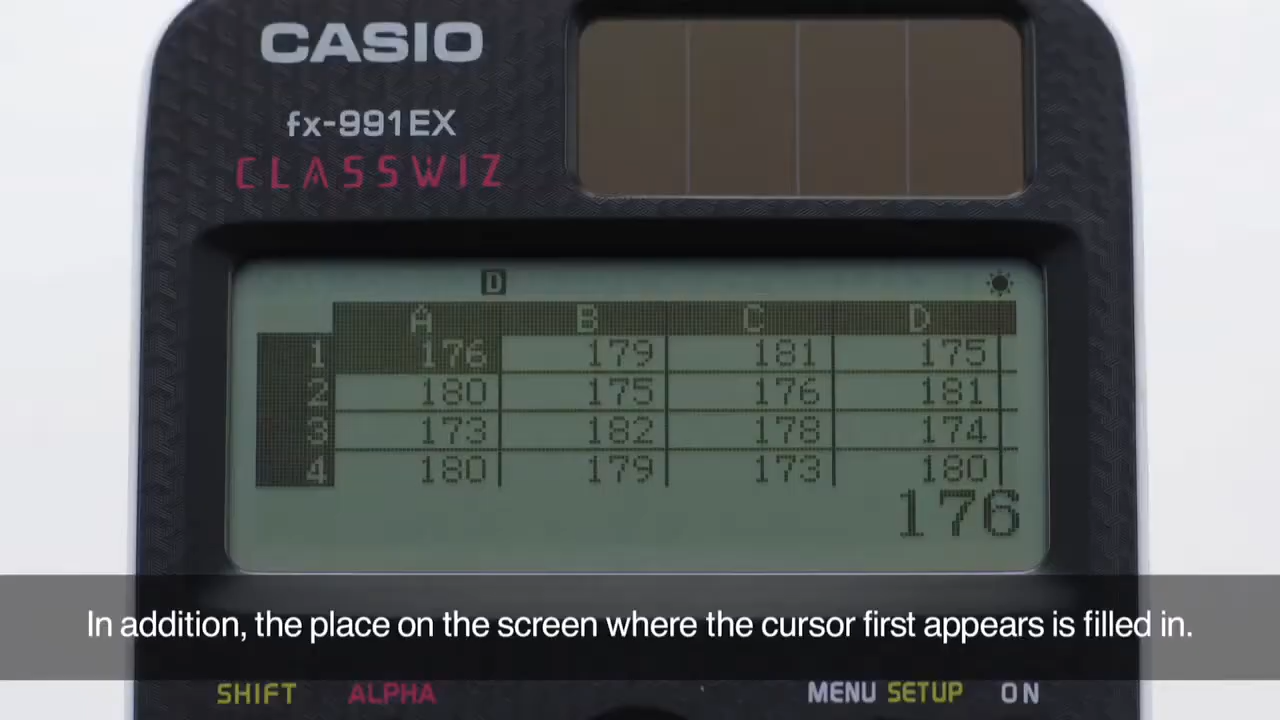 CASIO
fx-991EX
CLASSWIZ
D
A B C D
1 176 179 181 175
2 180 175 176 181
3 173 182 178 174
4 180 179 173 180
176
In addition, the place on the screen where the cursor first appears is filled in.
SHIFT ALPHA MENU SETUP ON